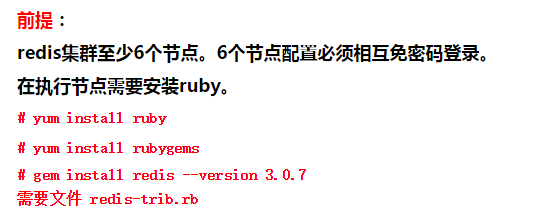 前提：
redis集群至少6个节点。6个节点配置必须相互免密码登录。
在执行节点需要安装ruby。
# yum install ruby
# yum install rubygems
# gem install redis --version 3.0.7
需要文件 redis-trib.rb